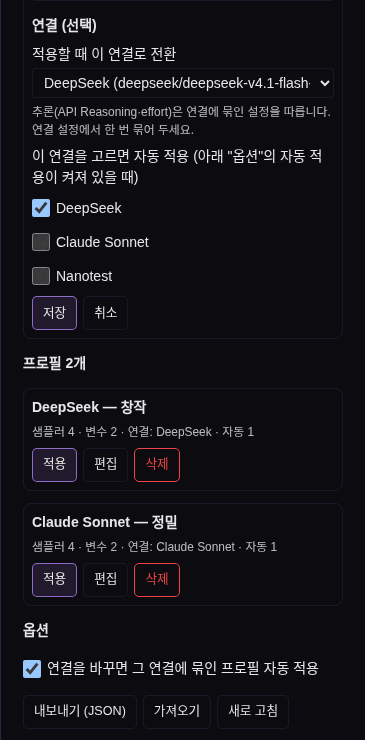 연결 (선택)
적용할 때 이 연결로 전환
DeepSeek (deepseek/deepseek-v4.1-flash-
추론(API Reasoning·effort)은 연결에 묶인 설정을 따릅니다.
연결 설정에서 한 번 묶어 두세요.
이 연결을 고르면 자동 적용 (아래 "옵션"의 자동 적
용이 켜져 있을 때)
DeepSeek
Claude Sonnet
Nanotest
저장 취소
프로필 2개
DeepSeek — 창작
샘플러 4 · 변수 2 · 연결: DeepSeek · 자동 1
적용 편집 삭제
Claude Sonnet — 정밀
샘플러 4 · 변수 2 · 연결: Claude Sonnet · 자동 1
적용 편집 삭제
옵션
연결을 바꾸면 그 연결에 묶인 프로필 자동 적용
내보내기 (JSON) 가져오기 새로 고침